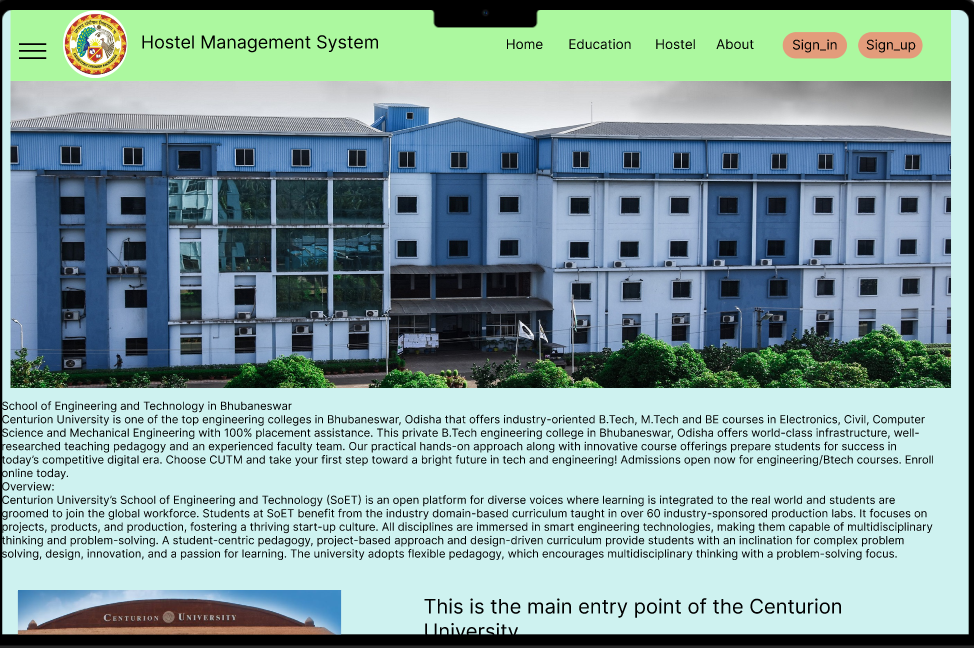 Hostel Management System
Home
Education
Hostel
About
Sign_in
Sign_up
School of Engineering and Technology in Bhubaneswar
Centurion University is one of the top engineering colleges in Bhubaneswar, Odisha that offers industry-oriented B.Tech, M.Tech and BE courses in Electronics, Civil, Computer
Science and Mechanical Engineering with 100% placement assistance. This private B.Tech engineering college in Bhubaneswar, Odisha offers world-class infrastructure, well-
researched teaching pedagogy and an experienced faculty team. Our practical hands-on approach along with innovative course offerings prepare students for success in
today's competitive digital era. Choose CUTM and take your first step toward a bright future in tech and engineering! Admissions open now for engineering/Btech courses. Enroll
online today.
Overview:
Centurion University's School of Engineering and Technology (SoET) is an open platform for diverse voices where learning is integrated to the real world and students are
groomed to join the global workforce. Students at SoET benefit from the industry domain-based curriculum taught in over 60 industry-sponsored production labs. It focuses on
projects, products, and production, fostering a thriving start-up culture. All disciplines are immersed in smart engineering technologies, making them capable of multidisciplinary
thinking and problem-solving. A student-centric pedagogy, project-based approach and design-driven curriculum provide students with an inclination for complex problem
solving, design, innovation, and a passion for learning. The university adopts flexible pedagogy, which encourages multidisciplinary thinking with a problem-solving focus.
CENTURION UNIVERSITY
This is the main entry point of the Centurion
University